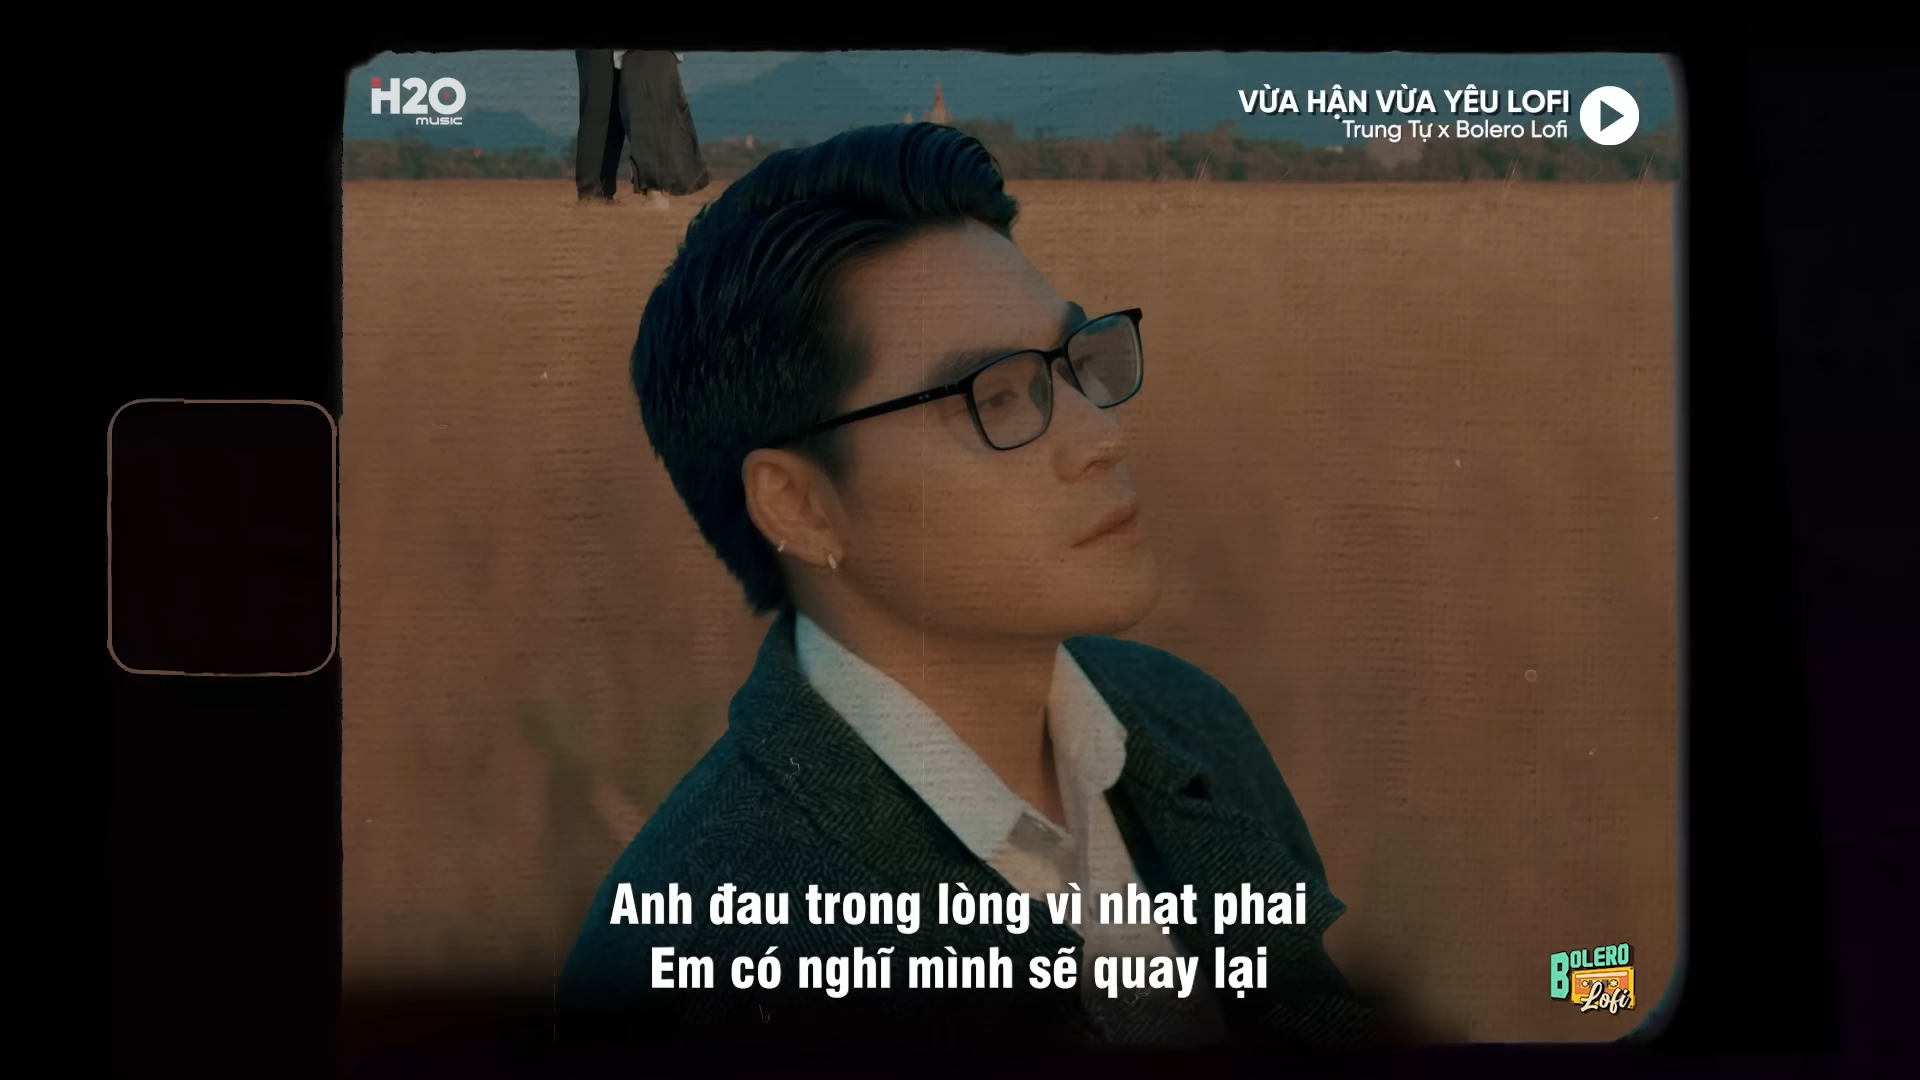 H2O
MUSIC
VỪA HẬN VỪA YÊU LOFI
Trung Tự x Bolero Lofi
Anh đau trong lòng vì nhạt phai
Em có nghĩ mình sẽ quay lại
BOLERO
Lofi